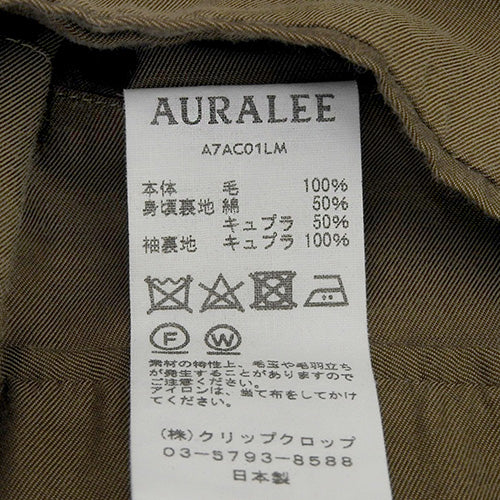 AURALEE
A7AC01LM
本体 毛 100%
身頃裏地 綿 50%
キュプラ 50%
袖裏地 キュプラ 100%
F W
素材の特性上、毛玉や毛羽立ち
が発生することがありますので
ご注意ください。
アイロンは、当て布をしてかけ
てください。
(株)クリップクロップ
03-5793-8588
日本製